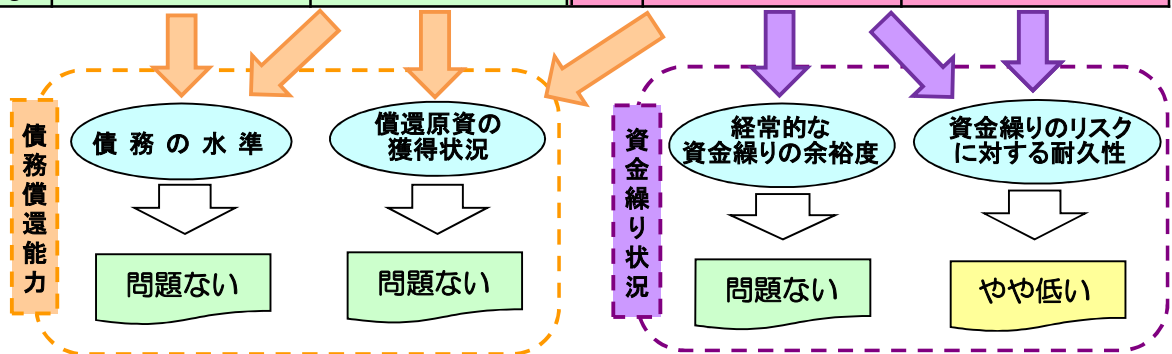 債務償還能力
債務の水準
償還原資の
獲得状況
問題ない
問題ない
資金繰り状況
経常的な
資金繰りの余裕度
資金繰りのリスク
に対する耐久性
問題ない
やや低い